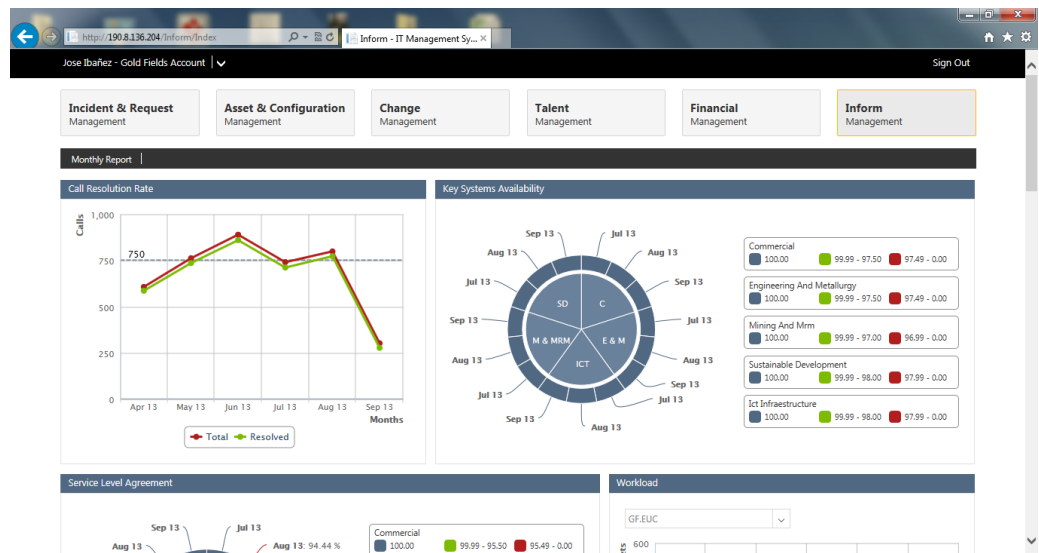 http://190.8.136.204/Inform/Index
Inform - IT Management Sy...
Jose Ibañez - Gold Fields Account
Sign Out
Incident & Request
Management
Asset & Configuration
Management
Change
Management
Talent
Management
Financial
Management
Inform
Management
Monthly Report
Call Resolution Rate
Calls
1,000
750
750
500
250
0
Apr 13 May 13 Jun 13 Jul 13 Aug 13 Sep 13
Months
Total Resolved
Key Systems Availability
Sep 13 Jul 13
Aug 13 Aug 13
Jul 13 Sep 13
SD C
Sep 13 Jul 13
M & MRM E & M
Aug 13 Aug 13
ICT
Sep 13
Jul 13 Jul 13
Sep 13 Aug 13
Commercial
100.00 99.99 - 97.50 97.49 - 0.00
Engineering And Metallurgy
100.00 99.99 - 97.50 97.49 - 0.00
Mining And Mrm
100.00 99.99 - 97.00 96.99 - 0.00
Sustainable Development
100.00 99.99 - 98.00 97.99 - 0.00
Ict Infraestructure
100.00 99.99 - 98.00 97.99 - 0.00
Service Level Agreement
Sep 13 Jul 13
Aug 13 Aug 13: 94.44 %
Commercial
100.00 99.99 - 95.50 95.49 - 0.00
Workload
GF.EUC
600